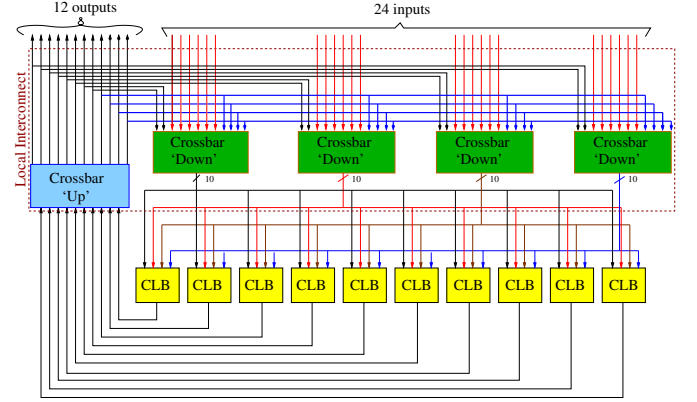 12 outputs
&
24 inputs
Local Interconnect
Crossbar
‘Down’
Crossbar
‘Down’
Crossbar
‘Down’
Crossbar
‘Down’
Crossbar
‘Up’
10
10
10
10
CLB
CLB
CLB
CLB
CLB
CLB
CLB
CLB
CLB
CLB